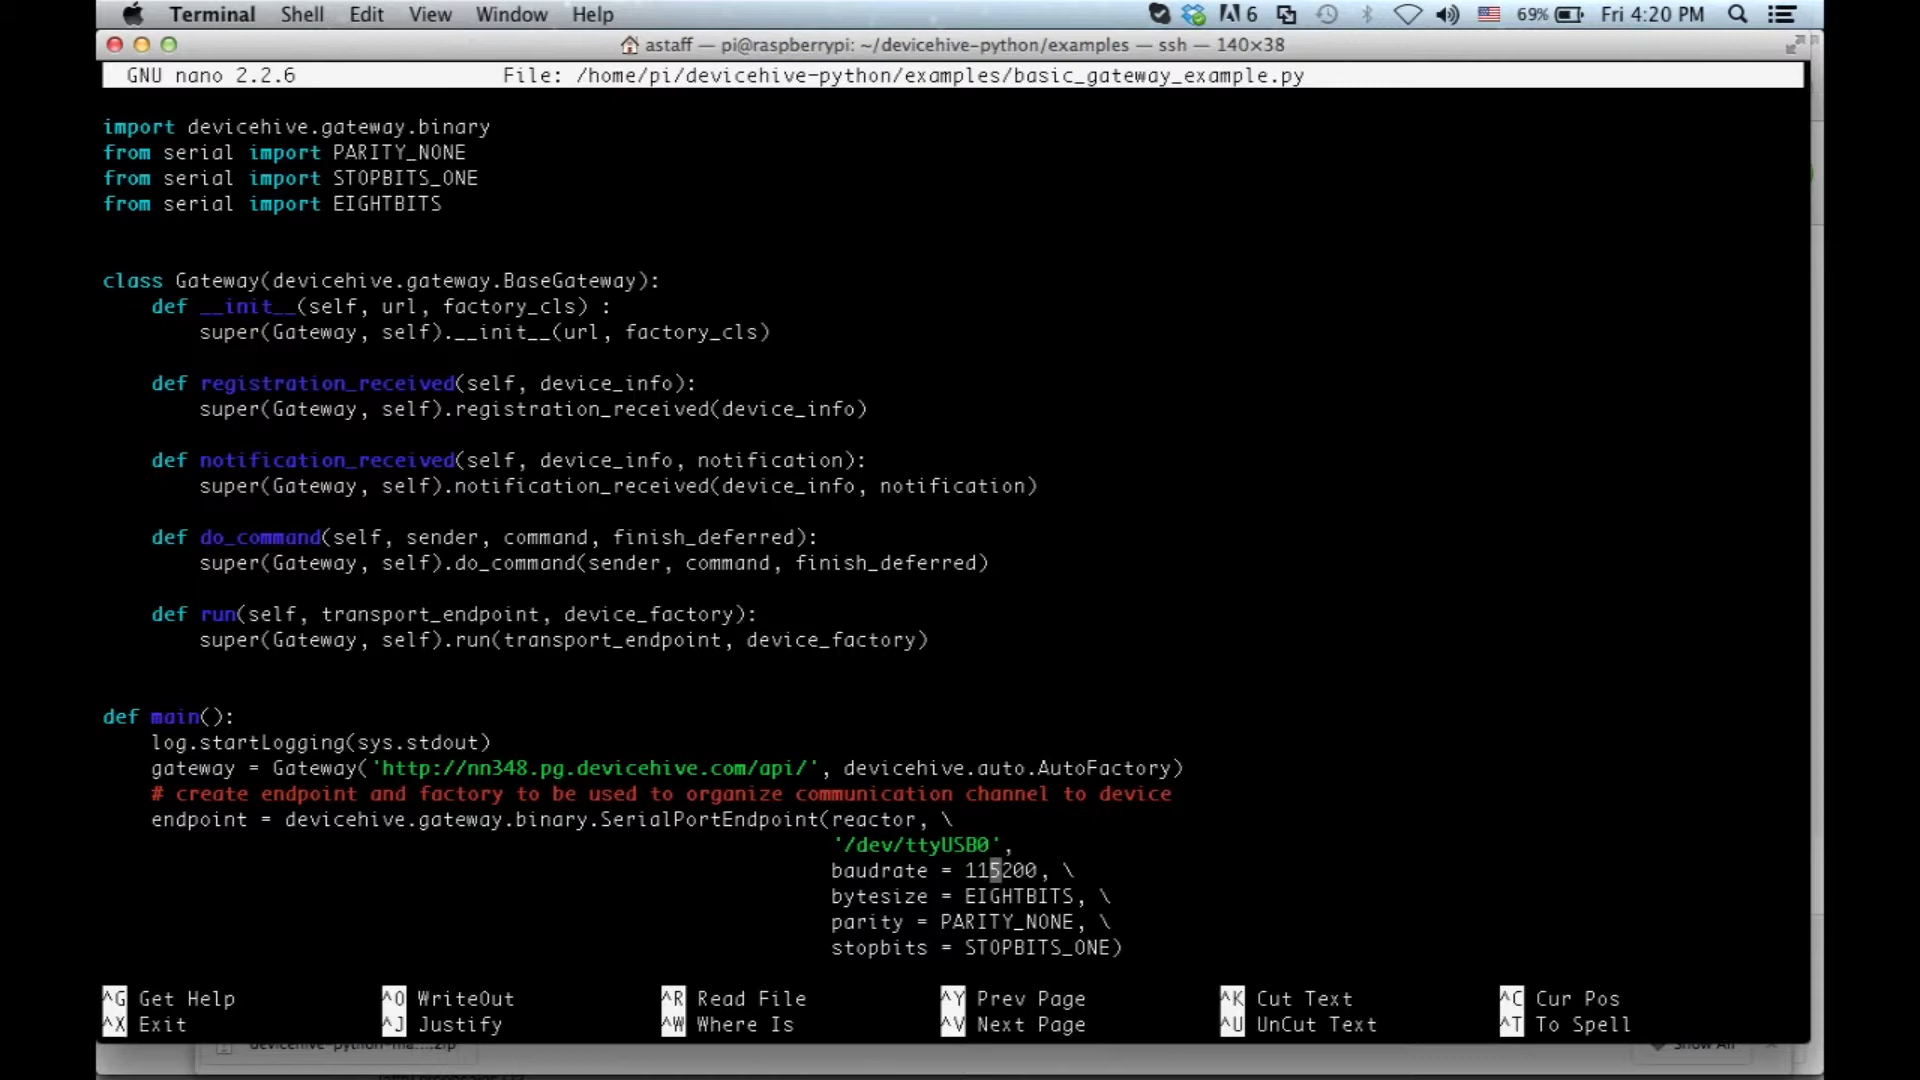 Terminal Shell Edit View Window Help 6 69% Fri 4:20 PM
astaff — pi@raspberrypi: ~/devicehive-python/examples — ssh — 140×38
GNU nano 2.2.6 File: /home/pi/devicehive-python/examples/basic_gateway_example.py
import devicehive.gateway.binary
from serial import PARITY_NONE
from serial import STOPBITS_ONE
from serial import EIGHTBITS
class Gateway(devicehive.gateway.BaseGateway):
    def __init__(self, url, factory_cls) :
        super(Gateway, self).__init__(url, factory_cls)
    def registration_received(self, device_info):
        super(Gateway, self).registration_received(device_info)
    def notification_received(self, device_info, notification):
        super(Gateway, self).notification_received(device_info, notification)
    def do_command(self, sender, command, finish_deferred):
        super(Gateway, self).do_command(sender, command, finish_deferred)
    def run(self, transport_endpoint, device_factory):
        super(Gateway, self).run(transport_endpoint, device_factory)
def main():
    log.startLogging(sys.stdout)
    gateway = Gateway('http://nn348.pg.devicehive.com/api/', devicehive.auto.AutoFactory)
    # create endpoint and factory to be used to organize communication channel to device
    endpoint = devicehive.gateway.binary.SerialPortEndpoint(reactor, \
'/dev/ttyUSB0',
baudrate = 115200, \
bytesize = EIGHTBITS, \
parity = PARITY_NONE, \
stopbits = STOPBITS_ONE)
^G Get Help ^O WriteOut ^R Read File ^Y Prev Page ^K Cut Text ^C Cur Pos
^X Exit ^J Justify ^W Where Is ^V Next Page ^U UnCut Text ^T To Spell
Show All